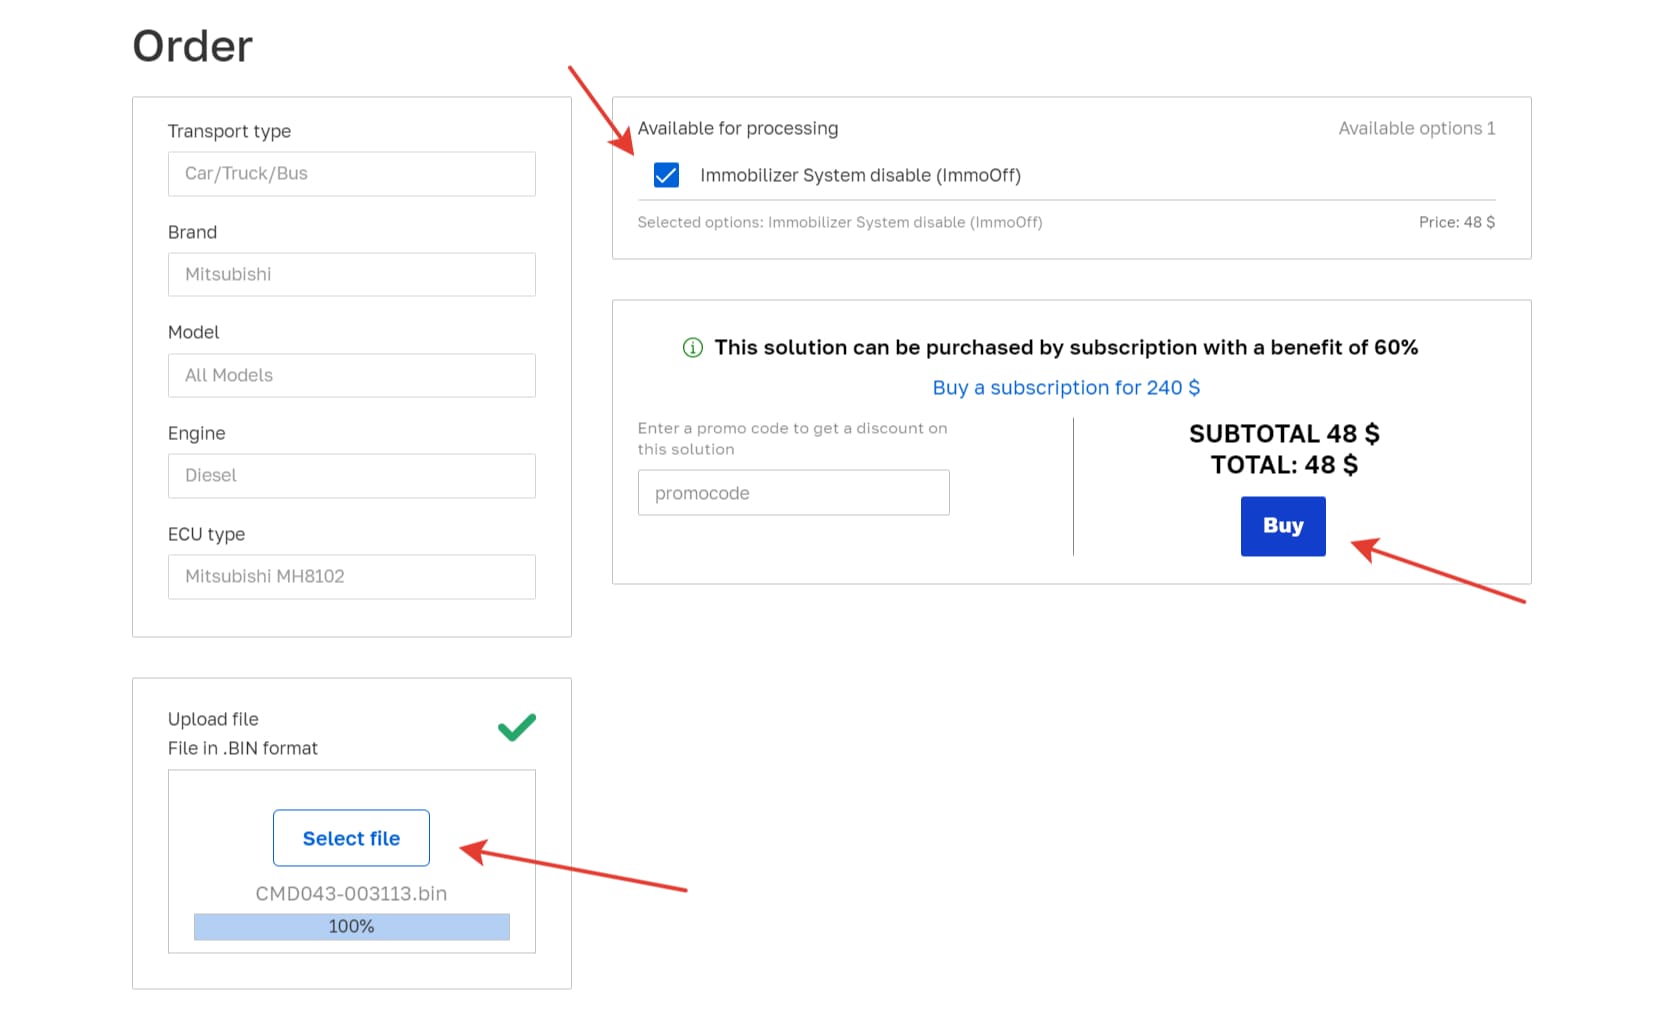 Order
Transport type
Car/Truck/Bus
Brand
Mitsubishi
Model
All Models
Engine
Diesel
ECU type
Mitsubishi MH8102
Available for processing
Available options 1
Immobilizer System disable (ImmoOff)
Selected options: Immobilizer System disable (ImmoOff)
Price: 48 $
This solution can be purchased by subscription with a benefit of 60%
Buy a subscription for 240 $
Enter a promo code to get a discount on
this solution
promocode
SUBTOTAL 48 $
TOTAL: 48 $
Buy
Upload file
File in .BIN format
Select file
CMD043-003113.bin
100%